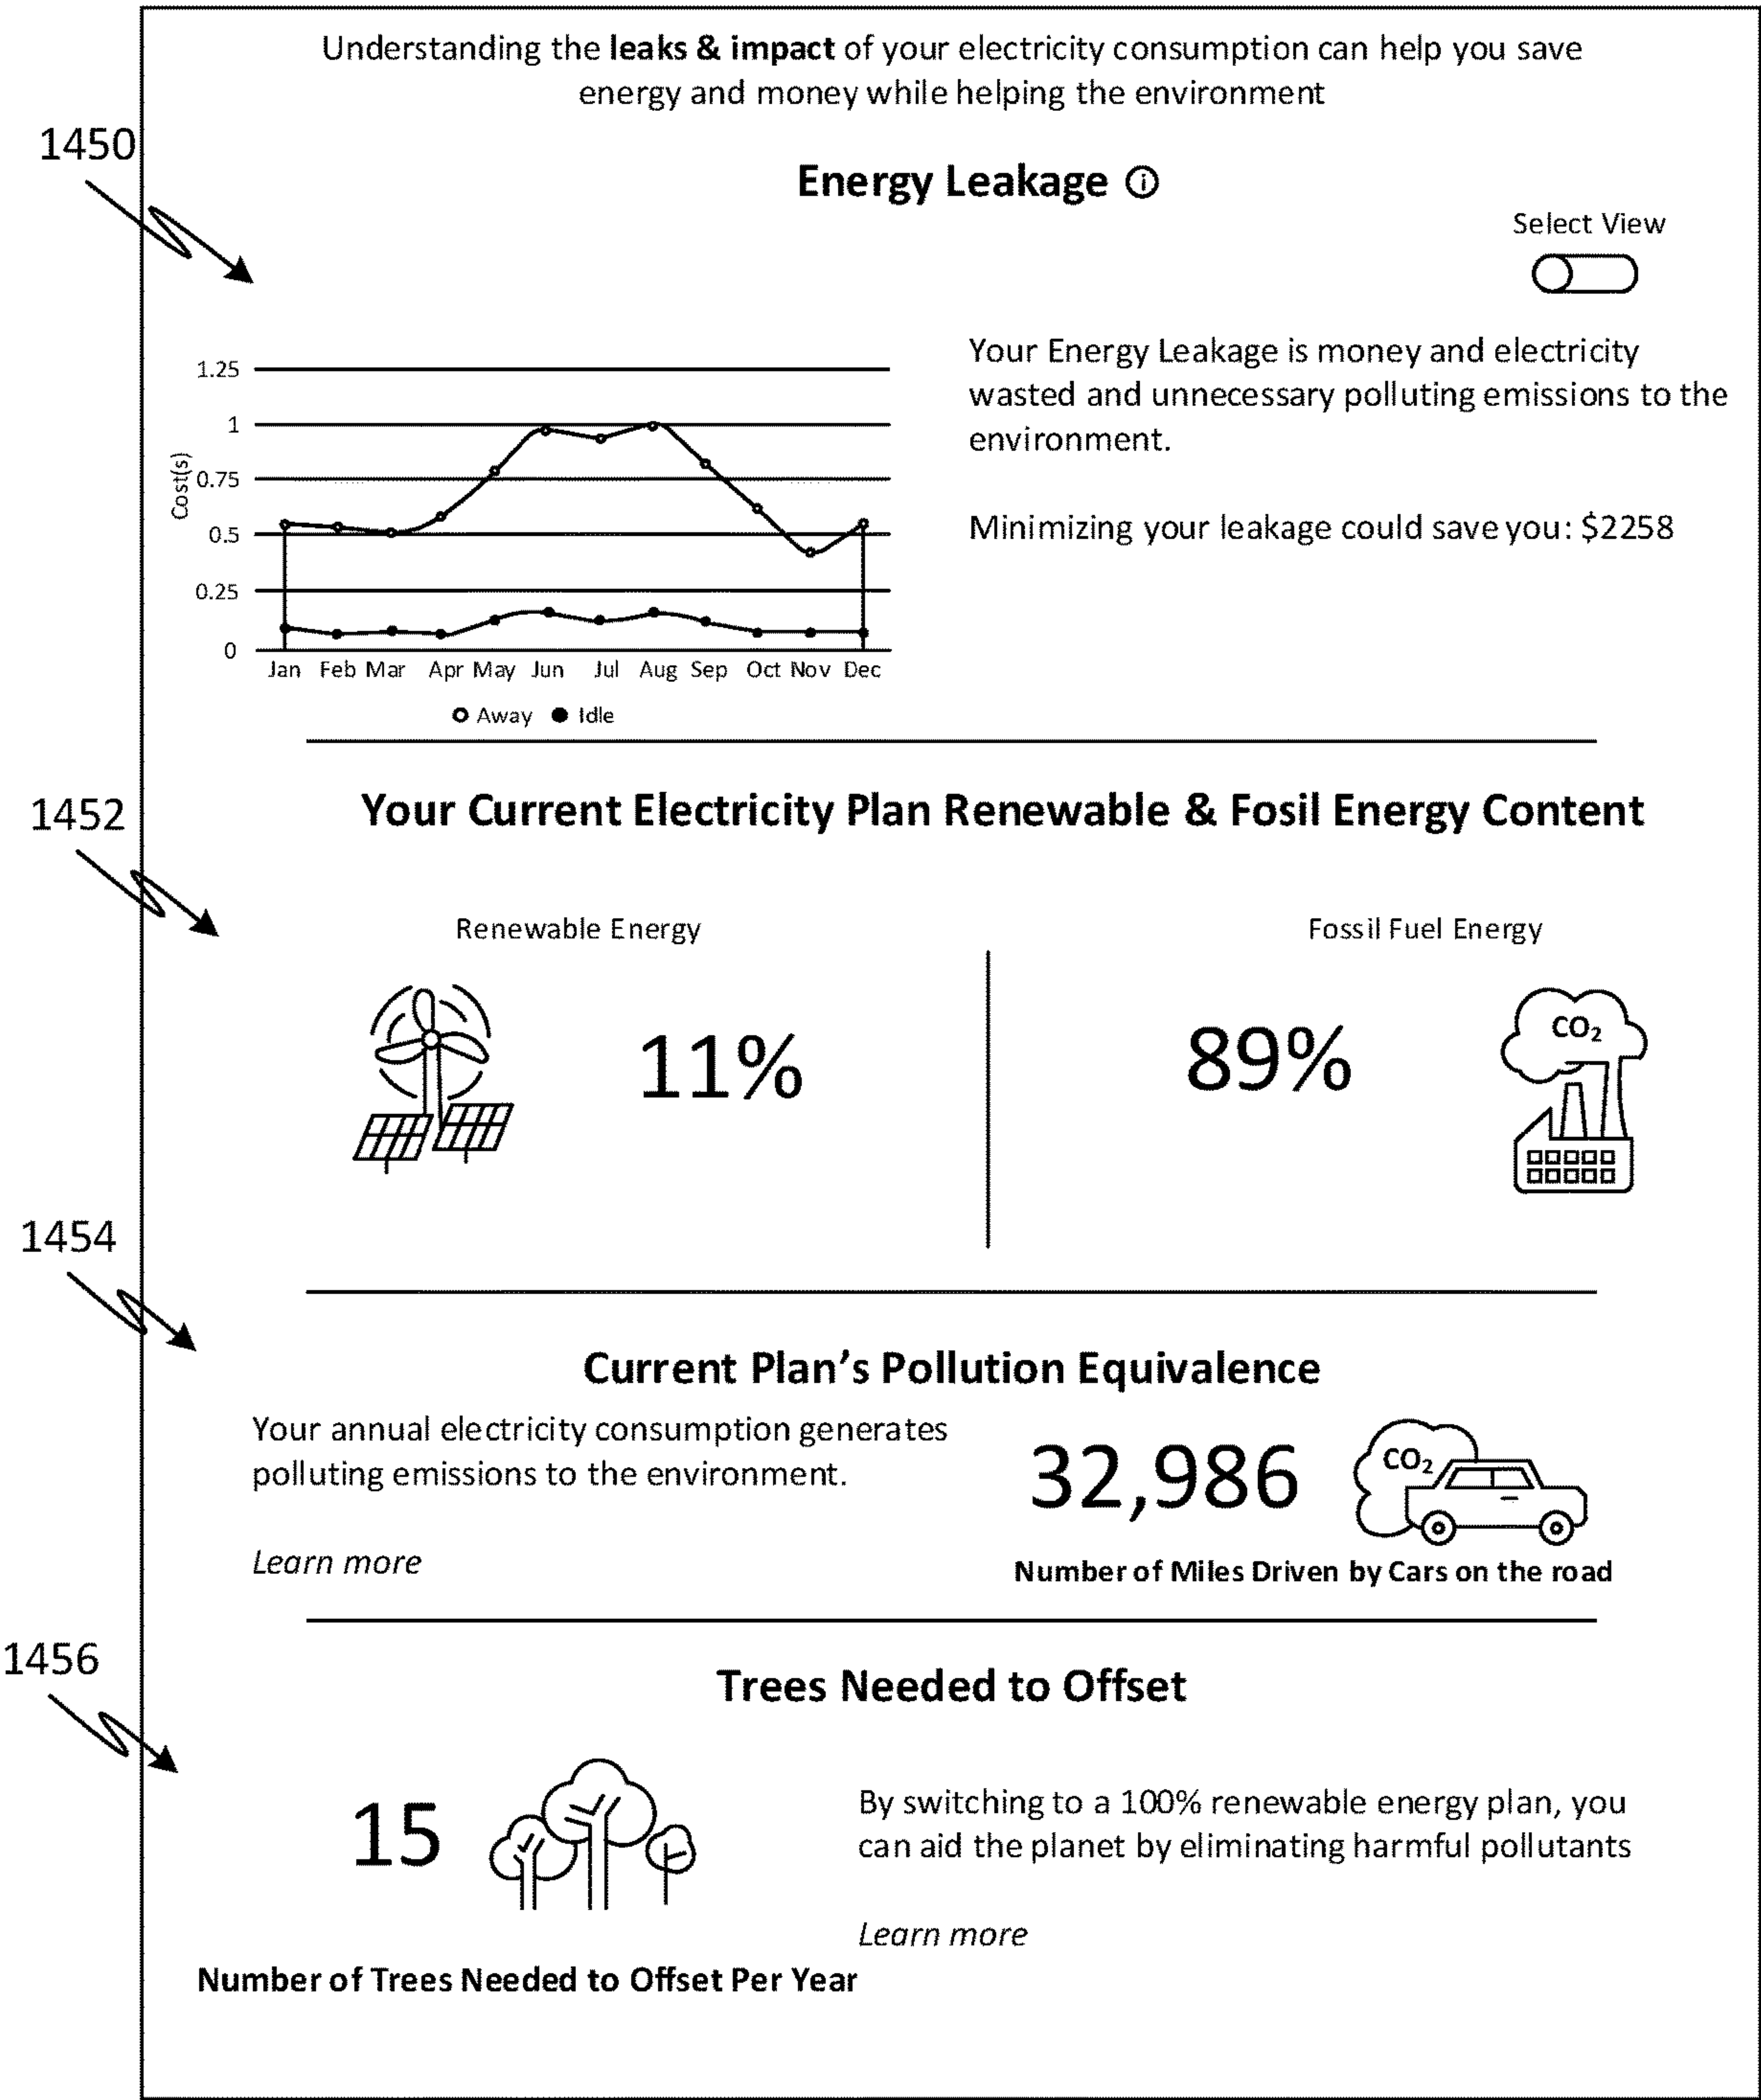 Understanding the leaks & impact of your electricity consumption can help you save
energy and money while helping the environment
1450
Energy Leakage ⓘ
Select View
Your Energy Leakage is money and electricity
wasted and unnecessary polluting emissions to the
environment.
Minimizing your leakage could save you: $2258
Cost(s)
1.25
1
0.75
0.5
0.25
0
Jan Feb Mar Apr May Jun Jul Aug Sep Oct Nov Dec
Away Idle
1452
Your Current Electricity Plan Renewable & Fosil Energy Content
Renewable Energy
Fossil Fuel Energy
11%
89%
CO₂
1454
Current Plan’s Pollution Equivalence
Your annual electricity consumption generates
polluting emissions to the environment.
Learn more
32,986
CO₂
Number of Miles Driven by Cars on the road
1456
Trees Needed to Offset
15
By switching to a 100% renewable energy plan, you
can aid the planet by eliminating harmful pollutants
Learn more
Number of Trees Needed to Offset Per Year